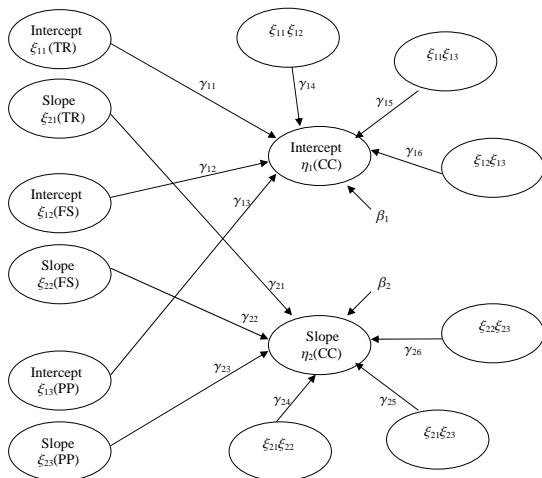 Intercept
ξ₁₁(TR)
ξ₁₁ξ₁₂
ξ₁₁ξ₁₃
γ₁₁
γ₁₄
γ₁₅
Slope
ξ₂₁(TR)
Intercept
η₁(CC)
γ₁₆
ξ₁₂ξ₁₃
γ₁₂
Intercept
ξ₁₂(FS)
γ₁₃
β₁
Slope
ξ₂₂(FS)
γ₂₁
β₂
γ₂₂
Slope
η₂(CC)
ξ₂₂ξ₂₃
γ₂₆
Intercept
ξ₁₃(PP)
γ₂₃
γ₂₄
γ₂₅
Slope
ξ₂₃(PP)
ξ₂₁ξ₂₂
ξ₂₁ξ₂₃